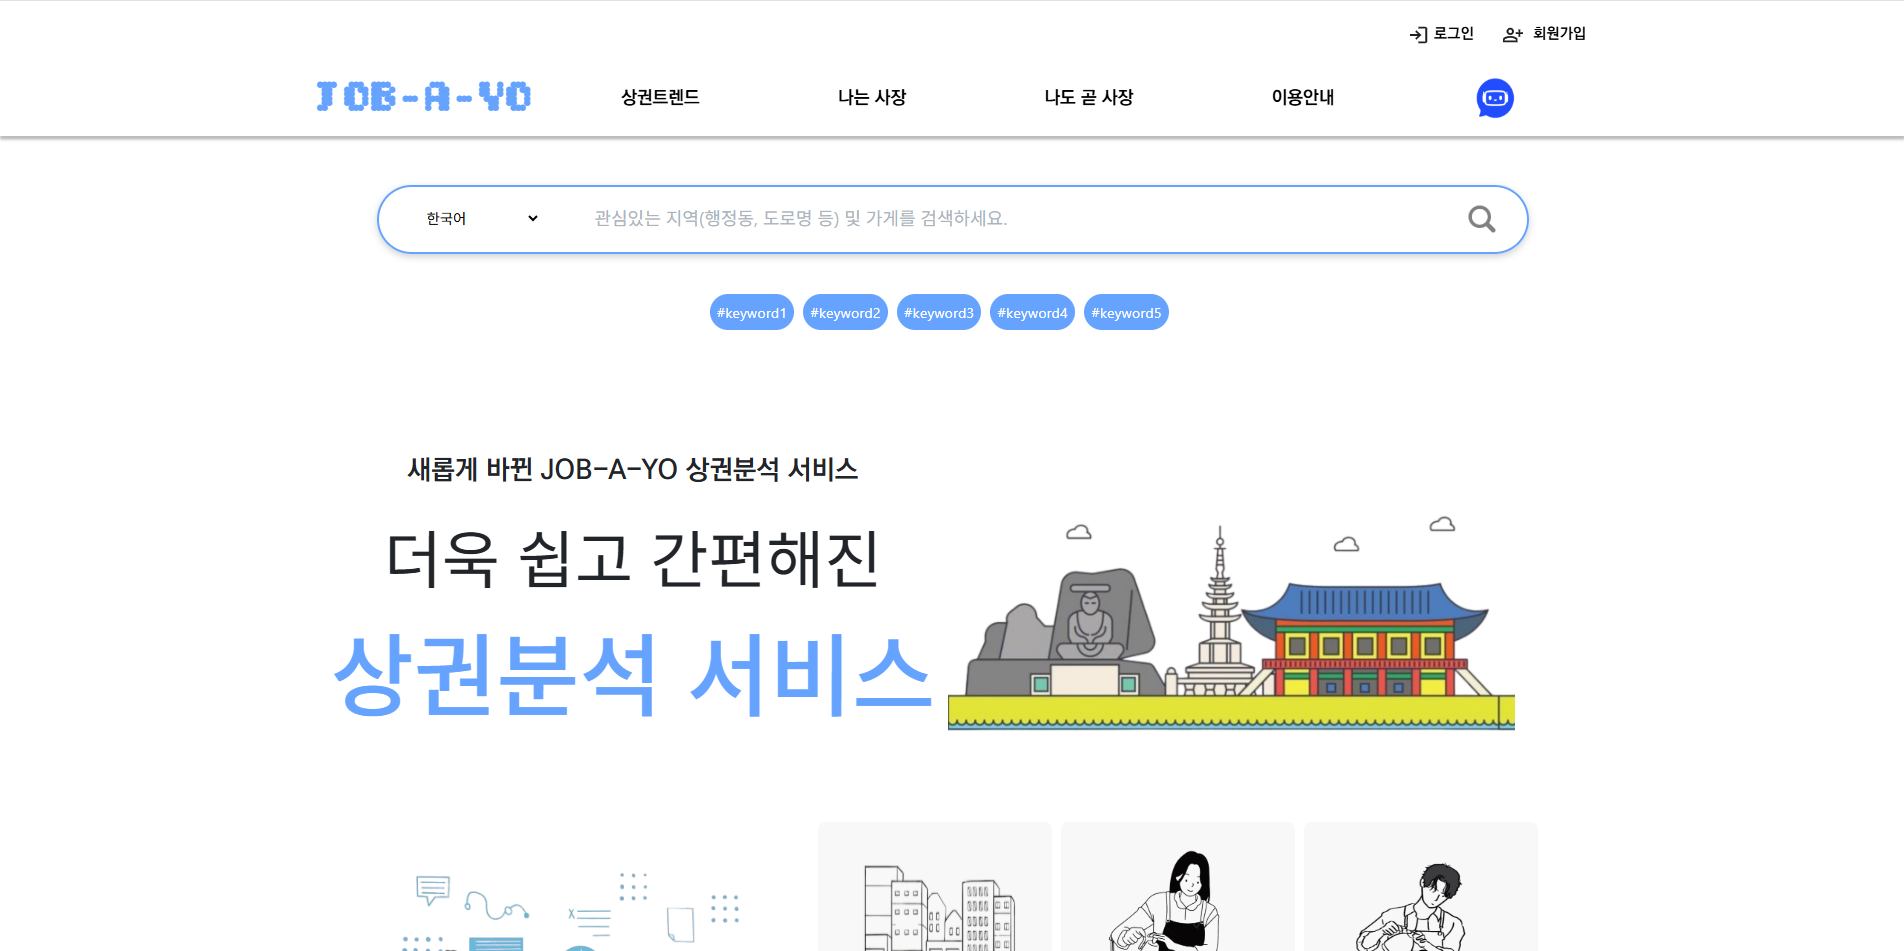 로그인 회원가입
JOB-A-YO 상권트렌드 나는 사장 나도 곧 사장 이용안내
한국어 관심있는 지역(행정동, 도로명 등) 및 가게를 검색하세요.
#keyword1 #keyword2 #keyword3 #keyword4 #keyword5
새롭게 바뀐 JOB-A-YO 상권분석 서비스
더욱 쉽고 간편해진
상권분석 서비스
X